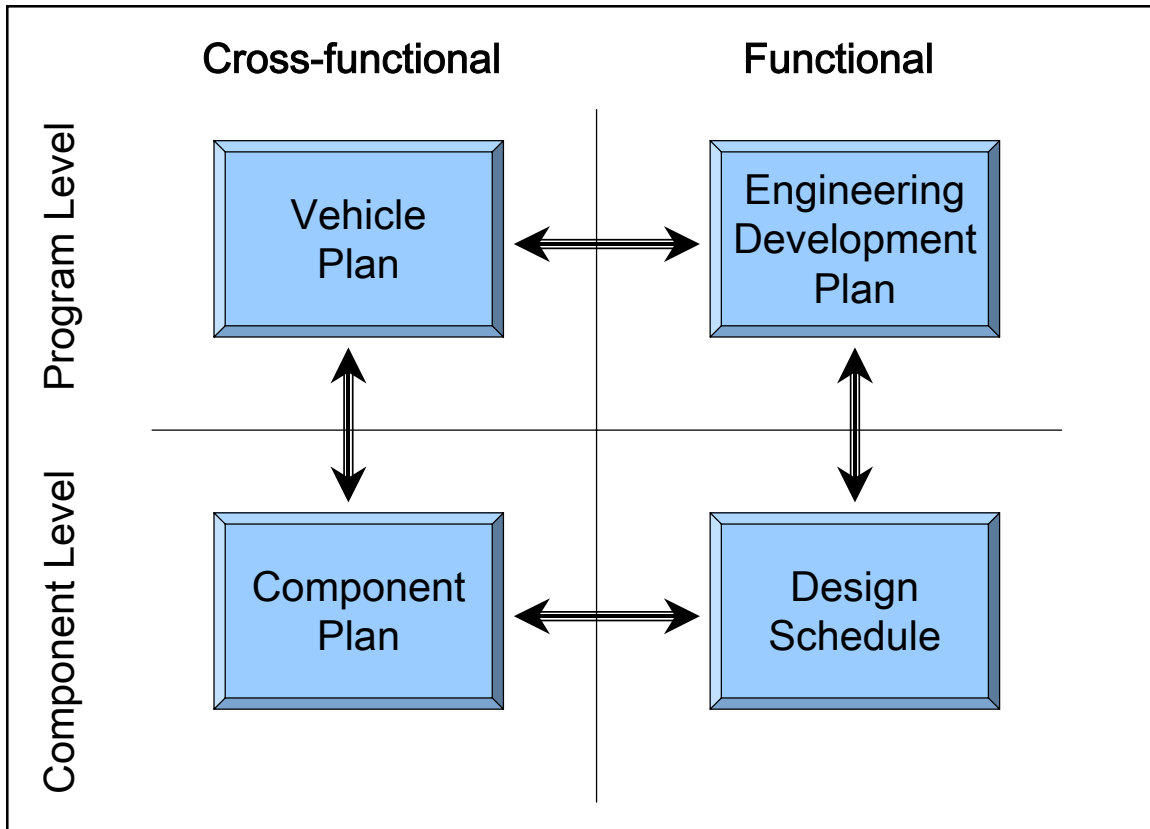 Cross-functional
Functional
Program Level
Vehicle
Plan
Engineering
Development
Plan
Component Level
Component
Plan
Design
Schedule